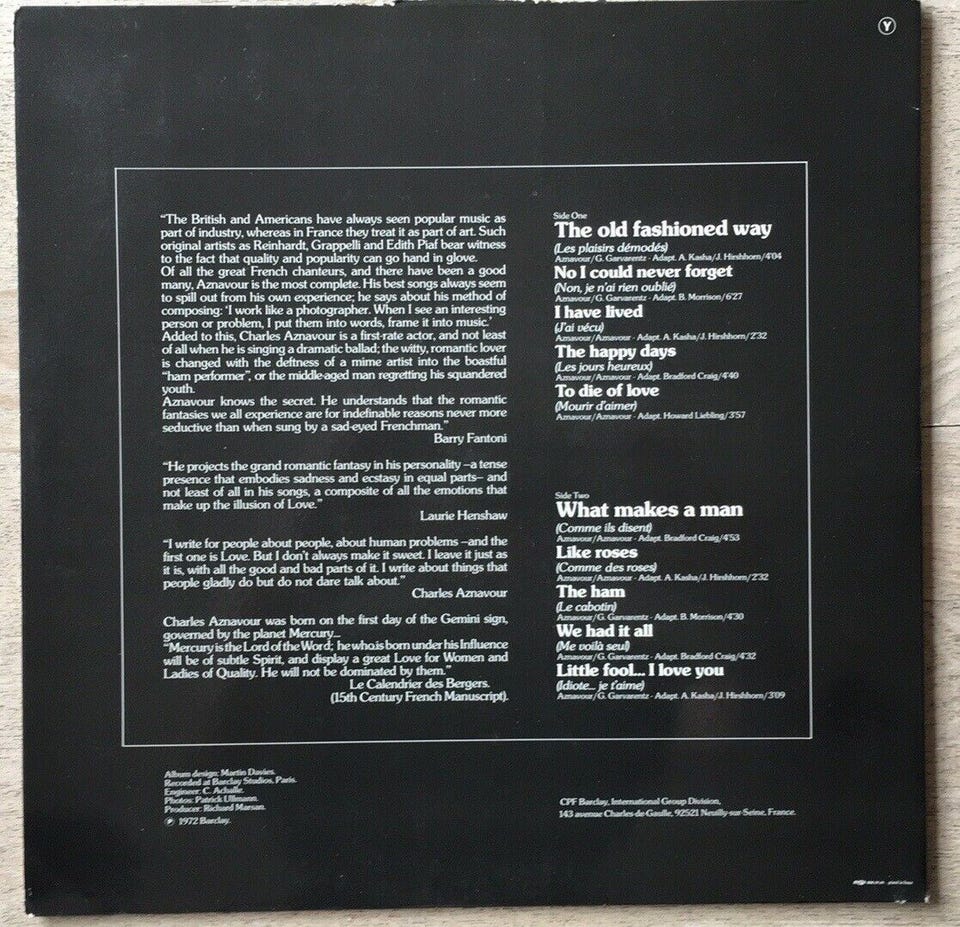 Y
“The British and Americans have always seen popular music as
part of industry, whereas in France they treat it as part of art. Such
original artists as Reinhardt, Grappelli and Edith Piaf bear witness
to the fact that quality and popularity can go hand in glove.
Of all the great French chanteurs, and there have been a good
many, Aznavour is the most complete. His best songs always seem
to spill out from his own experience; he says about his method of
composing: ‘I work like a photographer. When I see an interesting
person or problem, I put them into words, frame it into music.’
Added to this, Charles Aznavour is a first-rate actor, and not least
of all when he is singing a dramatic ballad; the witty, romantic lover
is changed with the deftness of a mime artist into the boastful
“ham performer”, or the middle-aged man regretting his squandered
youth.
Aznavour knows the secret. He understands that the romantic
fantasies we all experience are for indefinable reasons never more
seductive than when sung by a sad-eyed Frenchman.”
Barry Fantoni
“He projects the grand romantic fantasy in his personality –a tense
presence that embodies sadness and ecstasy in equal parts– and
not least of all in his songs, a composite of all the emotions that
make up the illusion of Love.”
Laurie Henshaw
“I write for people about people, about human problems –and the
first one is Love. But I don't always make it sweet. I leave it just as
it is, with all the good and bad parts of it. I write about things that
people gladly do but do not dare talk about.”
Charles Aznavour
Charles Aznavour was born on the first day of the Gemini sign,
governed by the planet Mercury...
“Mercury is the Lord of the Word; he who is born under his Influence
will be of subtle Spirit, and display a great Love for Women and
Ladies of Quality. He will not be dominated by them.”
Le Calendrier des Bergers.
(15th Century French Manuscript).
Side One
The old fashioned way
(Les plaisirs démodés)
Aznavour/G. Garvarentz - Adapt. A. Kasha/J. Hirshhorn/4'04
No I could never forget
(Non, je n'ai rien oublié)
Aznavour/G. Garvarentz - Adapt. B. Morrison/6'27
I have lived
(J'ai vécu)
Aznavour/Aznavour - Adapt. A. Kasha/J. Hirshhorn/2'32
The happy days
(Les jours heureux)
Aznavour/Aznavour - Adapt. Bradford Craig/4'40
To die of love
(Mourir d'aimer)
Aznavour/Aznavour - Adapt. Howard Liebling/3'57
Side Two
What makes a man
(Comme ils disent)
Aznavour/Aznavour - Adapt. Bradford Craig/4'53
Like roses
(Comme des roses)
Aznavour/Aznavour - Adapt. A. Kasha/J. Hirshhorn/2'32
The ham
(Le cabotin)
Aznavour/G. Garvarentz - Adapt. B. Morrison/4'30
We had it all
(Me voilà seul)
Aznavour/G. Garvarentz - Adapt. Bradford Craig/4'32
Little fool... I love you
(Idiote... je t'aime)
Aznavour/G. Garvarentz - Adapt. A. Kasha/J. Hirshhorn/3'09
Album design: Martin Davies.
Recorded at Barclay Studios, Paris.
Engineer: C. Achalle.
Photos: Patrick Ullmann.
Producer: Richard Marsan.
℗ 1972 Barclay.
CPF Barclay, International Group Division,
143 avenue Charles-de-Gaulle, 92521 Neuilly-sur-Seine, France.